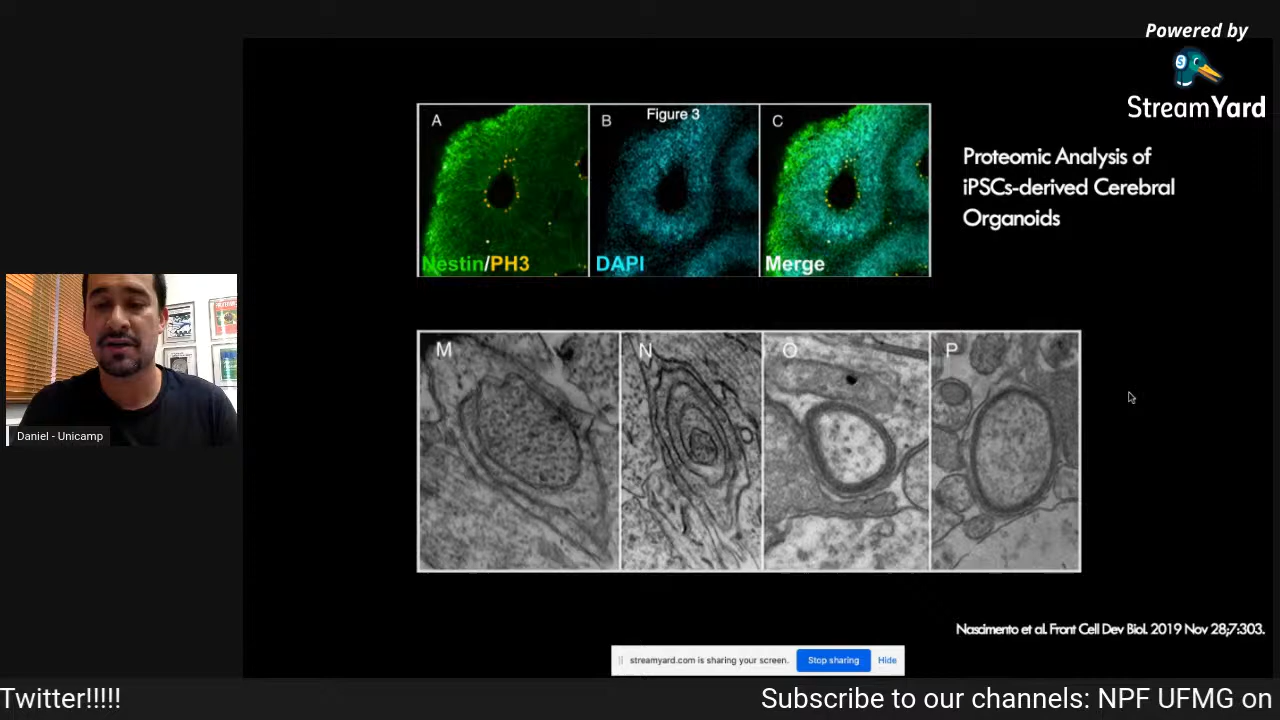 Powered by
StreamYard
A
B
Figure 3
C
Nestin/PH3
DAPI
Merge
Proteomic Analysis of
iPSCs-derived Cerebral
Organoids
M
N
O
P
Daniel - Unicamp
Nascimento et al. Front Cell Dev Biol. 2019 Nov 28;7:303.
streamyard.com is sharing your screen.
Stop sharing
Hide
Twitter!!!!!
Subscribe to our channels: NPF UFMG on